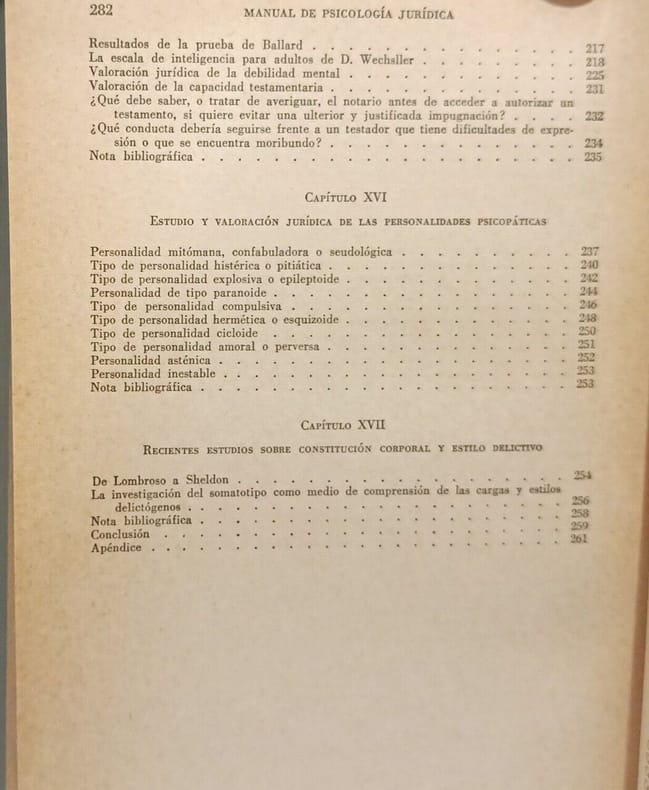 282 MANUAL DE PSICOLOGÍA JURÍDICA
Resultados de la prueba de Ballard . . . . . . . . . . . . . . . 217
La escala de inteligencia para adultos de D. Wechsller . . . . . . . . 218
Valoración jurídica de la debilidad mental . . . . . . . . . . . . . 225
Valoración de la capacidad testamentaria . . . . . . . . . . . . . . 231
¿Qué debe saber, o tratar de averiguar, el notario antes de acceder a autorizar un
testamento, si quiere evitar una ulterior y justificada impugnación? . . . . 232
¿Qué conducta debería seguirse frente a un testador que tiene dificultades de expre-
sión o que se encuentra moribundo? . . . . . . . . . . . . . . 234
Nota bibliográfica . . . . . . . . . . . . . . . . . . . . . 235
CAPÍTULO XVI
ESTUDIO Y VALORACIÓN JURÍDICA DE LAS PERSONALIDADES PSICOPÁTICAS
Personalidad mitómana, confabuladora o seudológica . . . . . . . . . . 237
Tipo de personalidad histérica o pitiática . . . . . . . . . . . . . . 240
Tipo de personalidad explosiva o epileptoide . . . . . . . . . . . . . 242
Personalidad de tipo paranoide . . . . . . . . . . . . . . . . . 244
Tipo de personalidad compulsiva . . . . . . . . . . . . . . . . 246
Tipo de personalidad hermética o esquizoide . . . . . . . . . . . . . 248
Tipo de personalidad cicloide . . . . . . . . . . . . . . . . . 250
Tipo de personalidad amoral o perversa . . . . . . . . . . . . . . 251
Personalidad asténica . . . . . . . . . . . . . . . . . . . . 252
Personalidad inestable . . . . . . . . . . . . . . . . . . . . 253
Nota bibliográfica . . . . . . . . . . . . . . . . . . . . . 253
CAPÍTULO XVII
RECIENTES ESTUDIOS SOBRE CONSTITUCIÓN CORPORAL Y ESTILO DELICTIVO
De Lombroso a Sheldon . . . . . . . . . . . . . . . . . . . 254
La investigación del somatotipo como medio de comprensión de las cargas y estilos
delictógenos . . . . . . . . . . . . . . . . . . . . . . 256
Nota bibliográfica . . . . . . . . . . . . . . . . . . . . . 258
Conclusión . . . . . . . . . . . . . . . . . . . . . . . 259
Apéndice . . . . . . . . . . . . . . . . . . . . . . . . 261